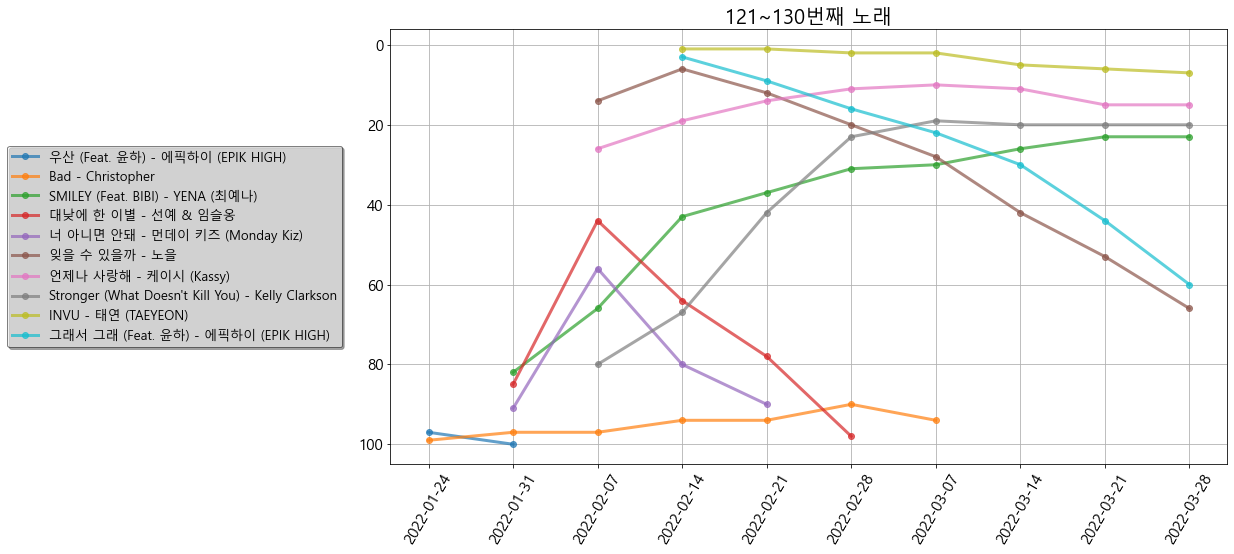 121~130번째 노래
우산 (Feat. 윤하) - 에픽하이 (EPIK HIGH)
Bad - Christopher
SMILEY (Feat. BIBI) - YENA (최예나)
대낮에 한 이별 - 선예 & 임슬옹
너 아니면 안돼 - 먼데이 키즈 (Monday Kiz)
잊을 수 있을까 - 노을
언제나 사랑해 - 케이시 (Kassy)
Stronger (What Doesn't Kill You) - Kelly Clarkson
INVU - 태연 (TAEYEON)
그래서 그래 (Feat. 윤하) - 에픽하이 (EPIK HIGH)
0
20
40
60
80
100
2022-01-24
2022-01-31
2022-02-07
2022-02-14
2022-02-21
2022-02-28
2022-03-07
2022-03-14
2022-03-21
2022-03-28